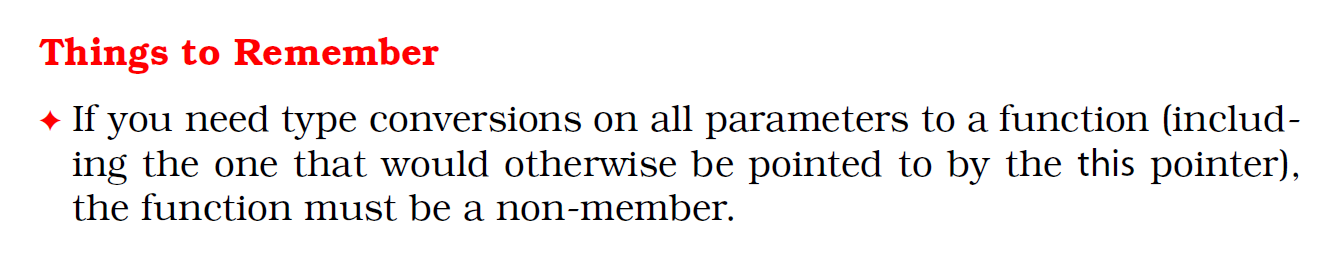 Things to Remember
✦ If you need type conversions on all parameters to a function (includ-
ing the one that would otherwise be pointed to by the this pointer),
the function must be a non-member.